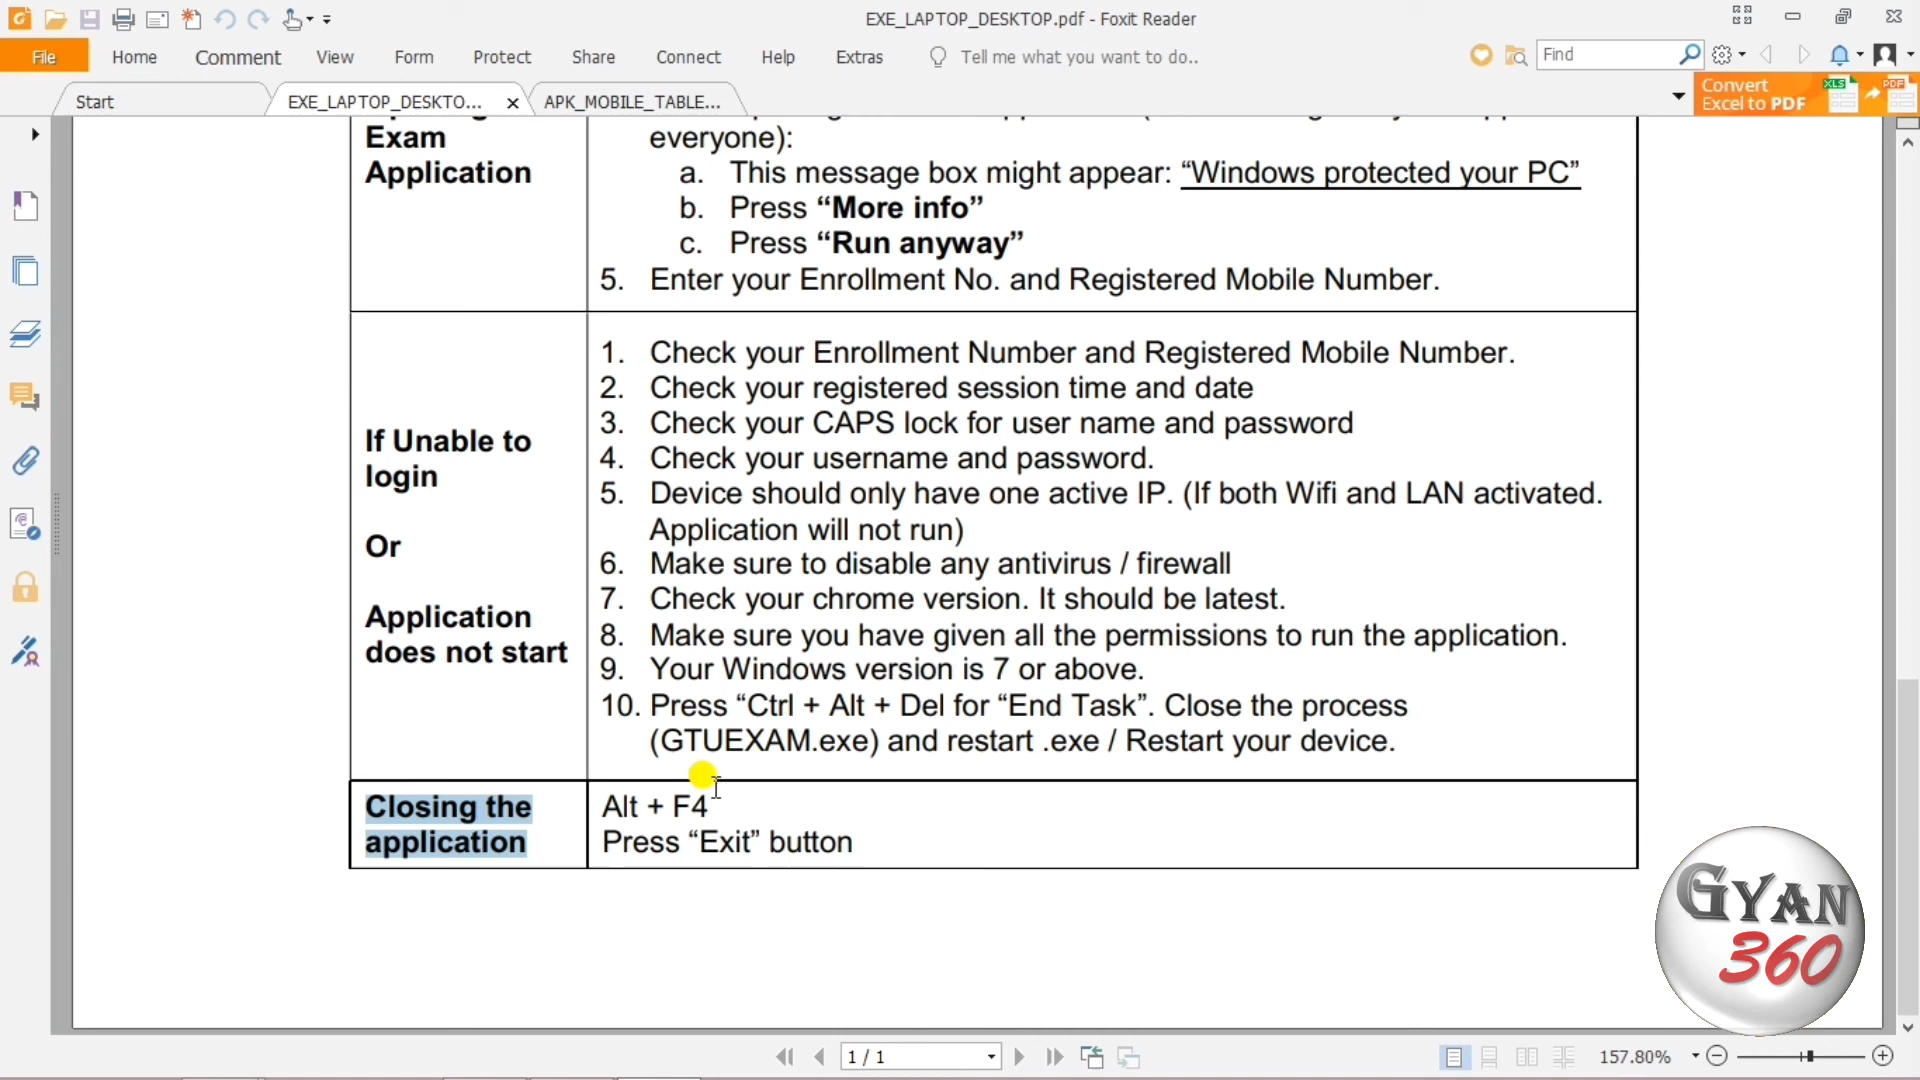 EXE_LAPTOP_DESKTOP.pdf - Foxit Reader
File Home Comment View Form Protect Share Connect Help Extras Tell me what you want to do.. Find
Start EXE_LAPTOP_DESKTO... APK_MOBILE_TABLE...
Convert
Excel to PDF
XLS
PDF
Exam
Application
everyone):
a. This message box might appear: “Windows protected your PC”
b. Press “More info”
c. Press “Run anyway”
5. Enter your Enrollment No. and Registered Mobile Number.
If Unable to
login
Or
Application
does not start
1. Check your Enrollment Number and Registered Mobile Number.
2. Check your registered session time and date
3. Check your CAPS lock for user name and password
4. Check your username and password.
5. Device should only have one active IP. (If both Wifi and LAN activated.
Application will not run)
6. Make sure to disable any antivirus / firewall
7. Check your chrome version. It should be latest.
8. Make sure you have given all the permissions to run the application.
9. Your Windows version is 7 or above.
10. Press “Ctrl + Alt + Del for “End Task”. Close the process
(GTUEXAM.exe) and restart .exe / Restart your device.
Closing the
application
Alt + F4
Press “Exit” button
GYAN
360
1 / 1
157.80%